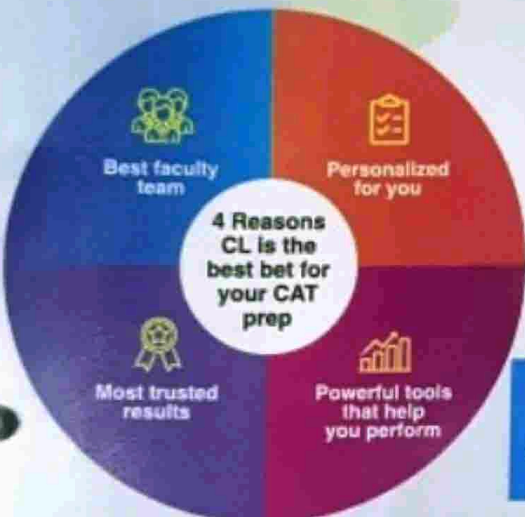 Best faculty
team
Personalized
for you
4 Reasons
CL is the
best bet for
your CAT
prep
Most trusted
results
Powerful tools
that help
you perform